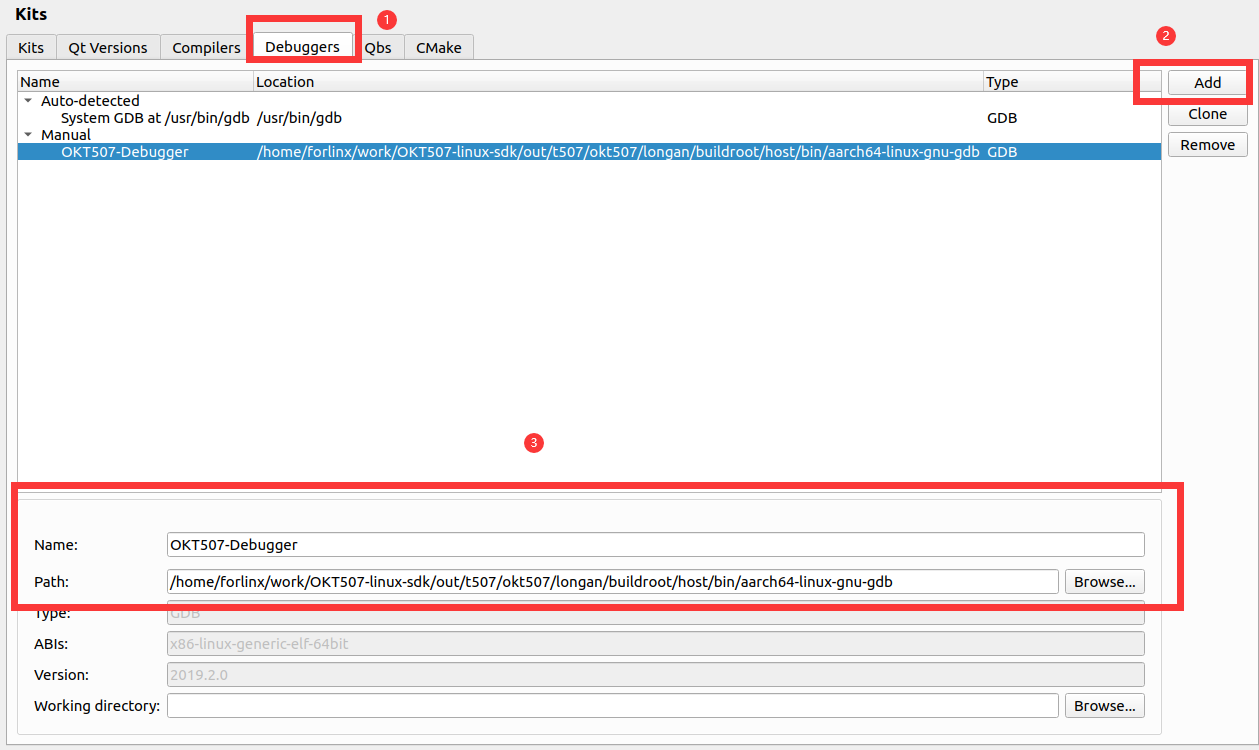 Kits
1
Kits Qt Versions Compilers Debuggers Qbs CMake
2
Name Location Type
Add
Auto-detected
System GDB at /usr/bin/gdb /usr/bin/gdb GDB
Clone
Manual
OKT507-Debugger /home/forlinx/work/OKT507-linux-sdk/out/t507/okt507/longan/buildroot/host/bin/aarch64-linux-gnu-gdb GDB
Remove
3
Name: OKT507-Debugger
Path: /home/forlinx/work/OKT507-linux-sdk/out/t507/okt507/longan/buildroot/host/bin/aarch64-linux-gnu-gdb Browse...
Type: GDB
ABIs: x86-linux-generic-elf-64bit
Version: 2019.2.0
Working directory: Browse...